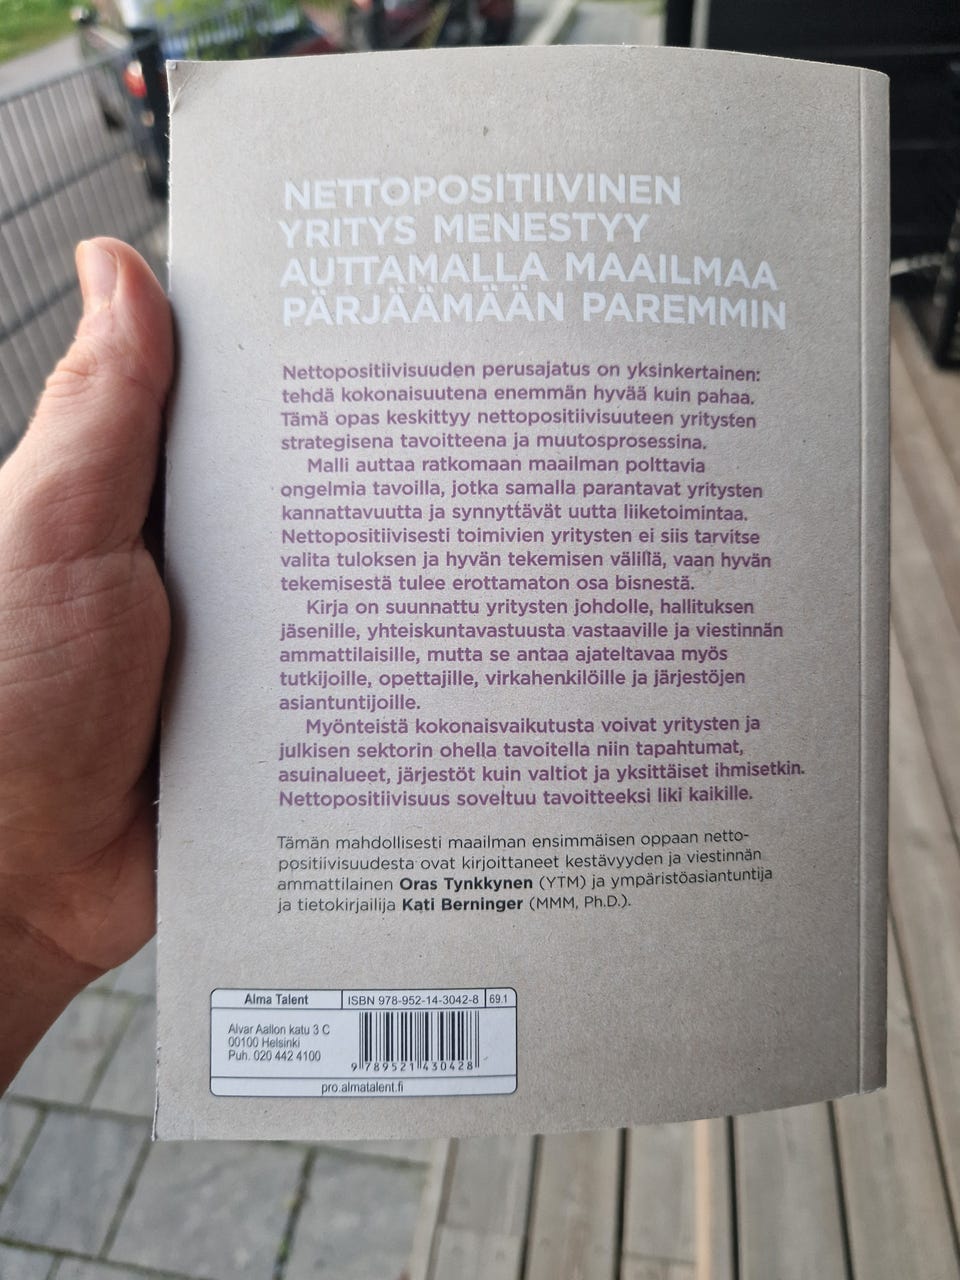 NETTOPOSITIIVINEN
YRITYS MENESTYY
AUTTAMALLA MAAILMAA
PÄRJÄÄMÄÄN PAREMMIN
Nettopositiivisuuden perusajatus on yksinkertainen:
tehdä kokonaisuutena enemmän hyvää kuin pahaa.
Tämä opas keskittyy nettopositiivisuuteen yritysten
strategisena tavoitteena ja muutosprosessina.
Malli auttaa ratkomaan maailman polttavia
ongelmia tavoilla, jotka samalla parantavat yritysten
kannattavuutta ja synnyttävät uutta liiketoimintaa.
Nettopositiivisesti toimivien yritysten ei siis tarvitse
valita tuloksen ja hyvän tekemisen välillä, vaan hyvän
tekemisestä tulee erottamaton osa bisnestä.
Kirja on suunnattu yritysten johdolle, hallituksen
jäsenille, yhteiskuntavastuusta vastaaville ja viestinnän
ammattilaisille, mutta se antaa ajateltavaa myös
tutkijoille, opettajille, virkahenkilöille ja järjestöjen
asiantuntijoille.
Myönteistä kokonaisvaikutusta voivat yritysten ja
julkisen sektorin ohella tavoitella niin tapahtumat,
asuinalueet, järjestöt kuin valtiot ja yksittäiset ihmisetkin.
Nettopositiivisuus soveltuu tavoitteeksi liki kaikille.
Tämän mahdollisesti maailman ensimmäisen oppaan netto-
positiivisuudesta ovat kirjoittaneet kestävyyden ja viestinnän
ammattilainen Oras Tynkkynen (YTM) ja ympäristöasiantuntija
ja tietokirjailija Kati Berninger (MMM, Ph.D.).
Alma Talent ISBN 978-952-14-3042-8 69.1
Alvar Aallon katu 3 C
00100 Helsinki
Puh. 020 442 4100
9 789521 430428
pro.almatalent.fi